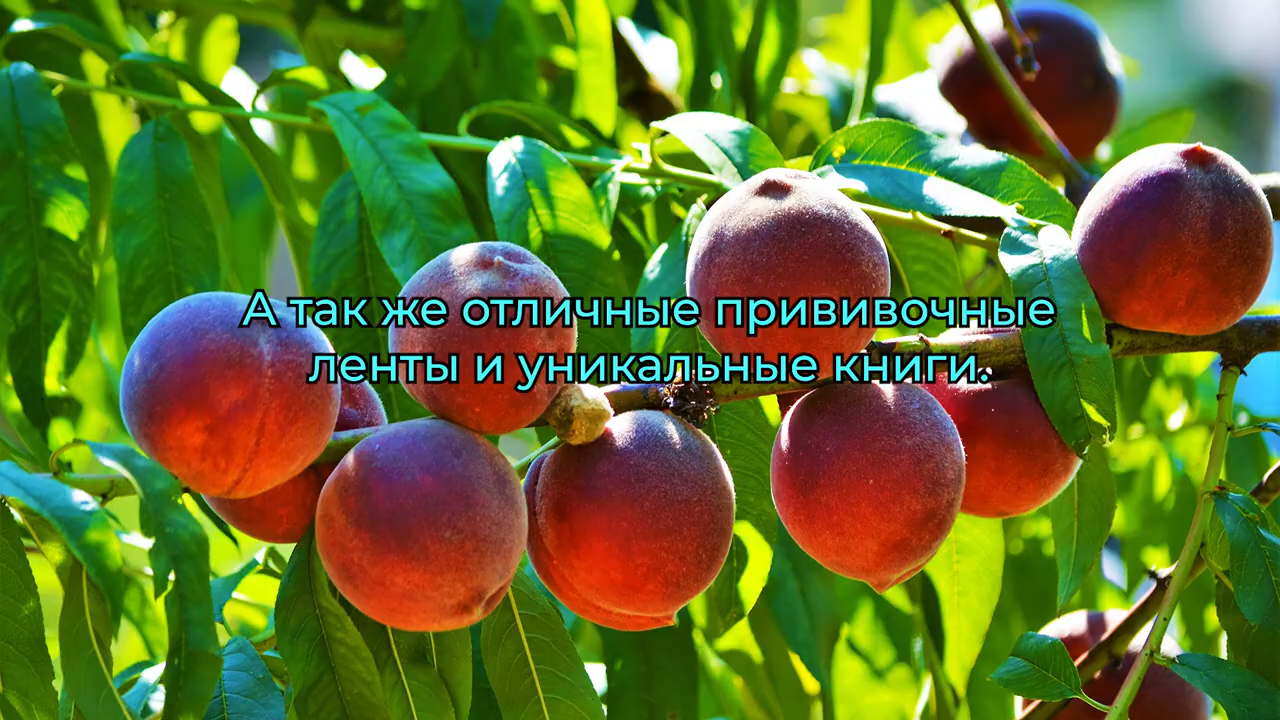 А так же отличные прививочные
ленты и уникальные книги.